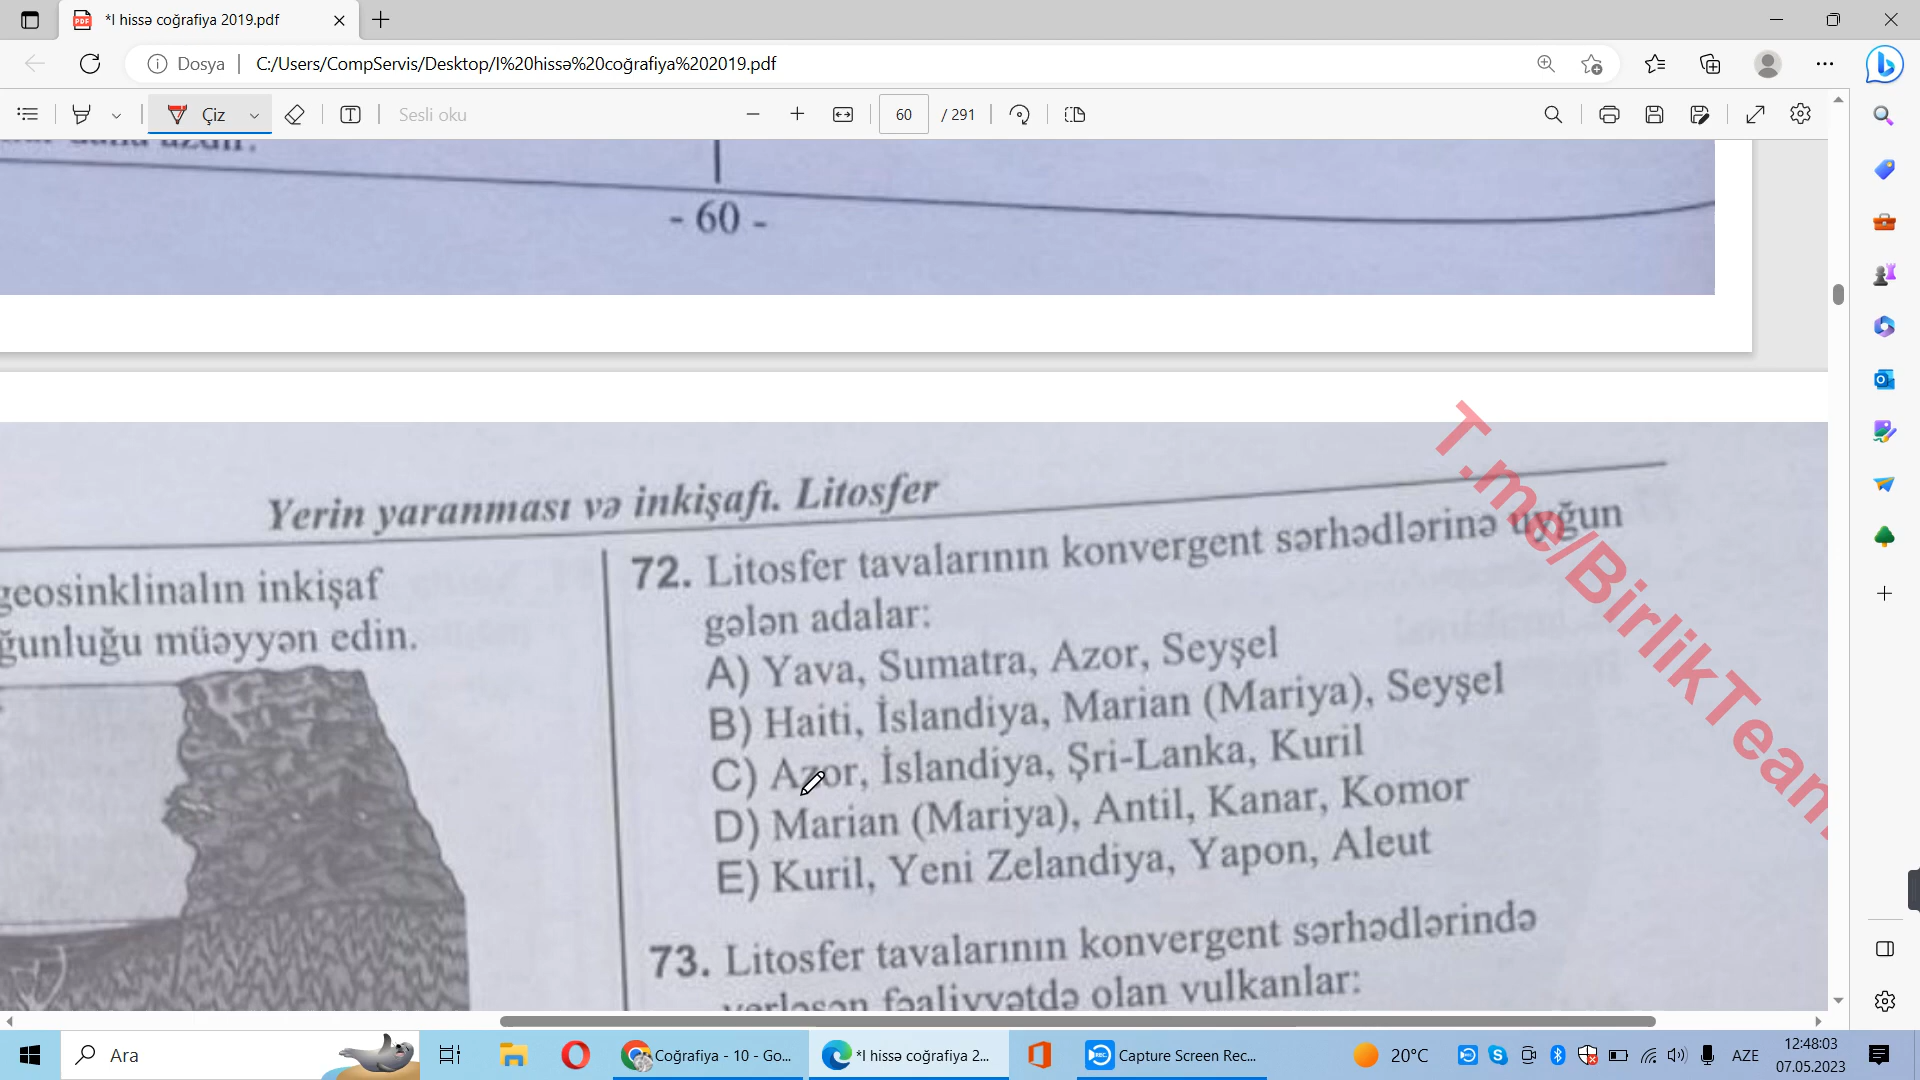 *I hissə coğrafiya 2019.pdf
Dosya
C:/Users/CompServis/Desktop/I%20hissə%20coğrafiya%202019.pdf
Çiz
Sesli oku
60 / 291
- 60 -
Yerin yaranması və inkişafı. Litosfer
geosinklinalın inkişaf
müəyyən edin.
72. Litosfer tavalarının konvergent sərhədlərinə uyğun
gələn adalar:
A) Yava, Sumatra, Azor, Seyşel
B) Haiti, İslandiya, Marian (Mariya), Seyşel
C) Azor, İslandiya, Şri-Lanka, Kuril
D) Marian (Mariya), Antil, Kanar, Komor
E) Kuril, Yeni Zelandiya, Yapon, Aleut
73. Litosfer tavalarının konvergent sərhədlərində
yerləşən fəaliyyətdə olan vulkanlar:
T.me/BirlikTeam
Ara
Coğrafiya - 10 - Go...
*I hissə coğrafiya 2...
Capture Screen Rec...
20°C
AZE
12:48:03
07.05.2023